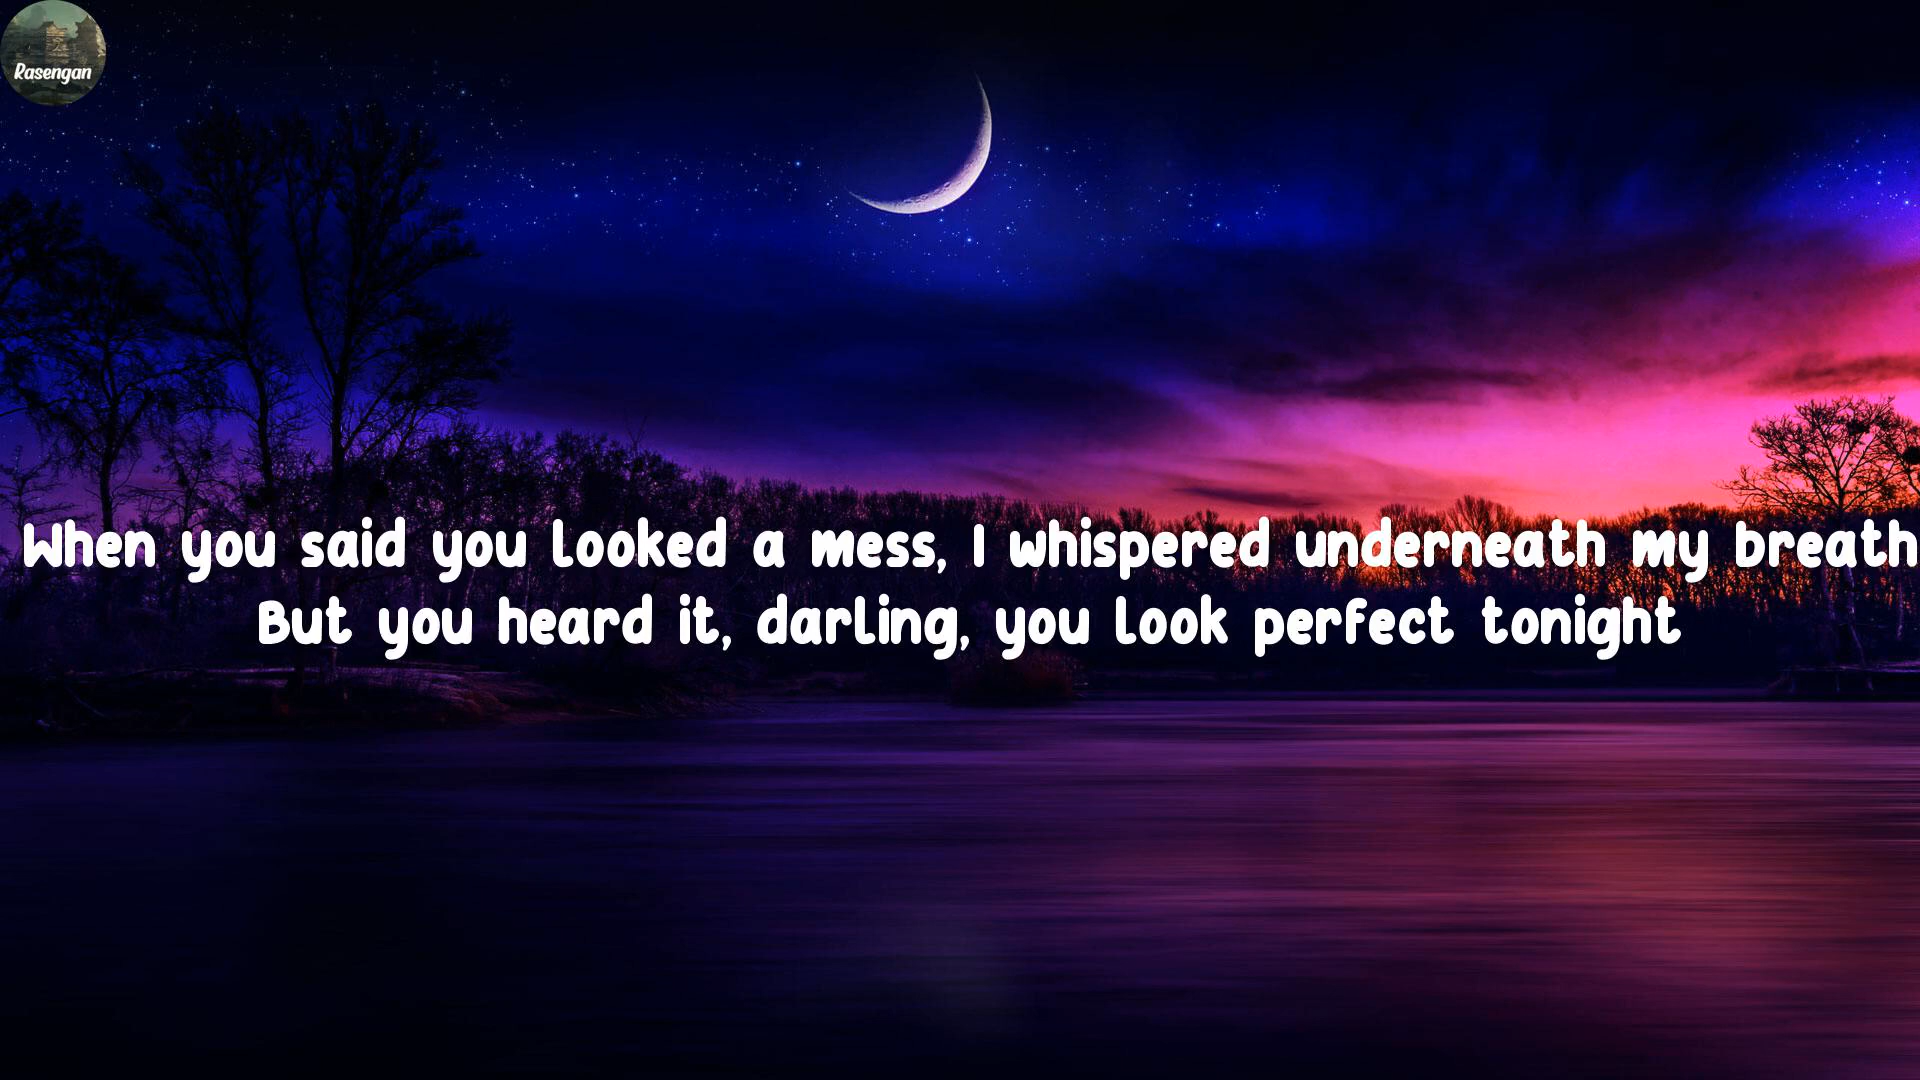 Rasengan
When you said you looked a mess, I whispered underneath my breath
But you heard it, darling, you look perfect tonight